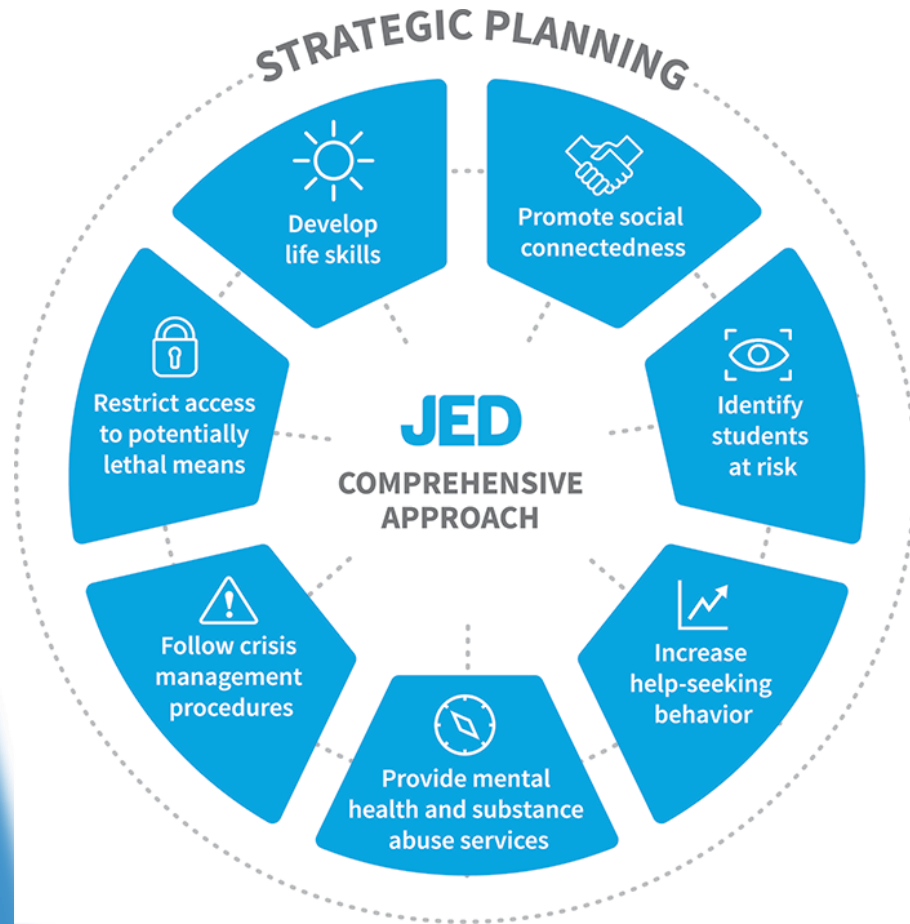 STRATEGIC PLANNING
Develop
life skills
Promote social
connectedness
Identify
students
at risk
Increase
help-seeking
behavior
Provide mental
health and substance
abuse services
Follow crisis
management
procedures
Restrict access
to potentially
lethal means
JED
COMPREHENSIVE
APPROACH